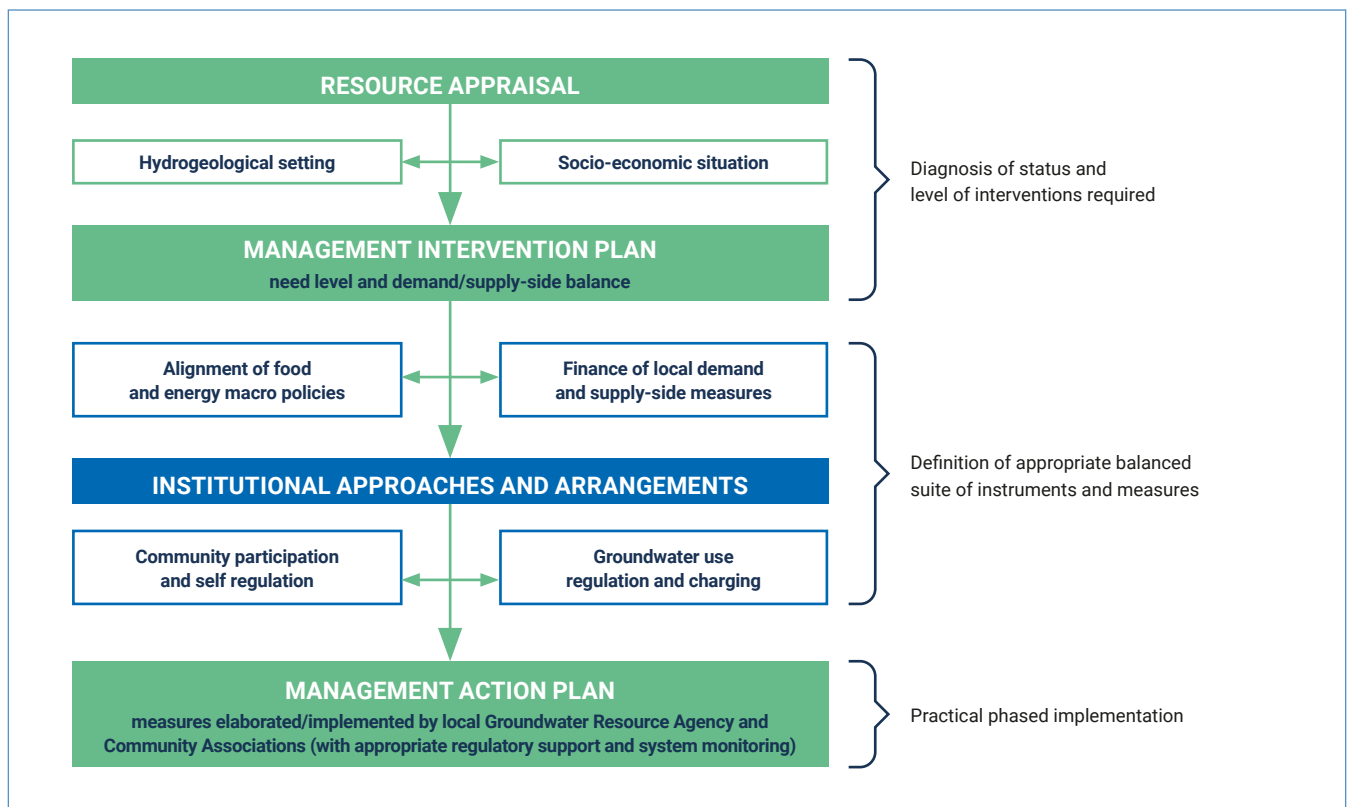 RESOURCE APPRAISAL
Hydrogeological setting
Socio-economic situation
Diagnosis of status and
level of interventions required
MANAGEMENT INTERVENTION PLAN
need level and demand/supply-side balance
Alignment of food
and energy macro policies
Finance of local demand
and supply-side measures
INSTITUTIONAL APPROACHES AND ARRANGEMENTS
Definition of appropriate balanced
suite of instruments and measures
Community participation
and self regulation
Groundwater use
regulation and charging
MANAGEMENT ACTION PLAN
measures elaborated/implemented by local Groundwater Resource Agency and
Community Associations (with appropriate regulatory support and system monitoring)
Practical phased implementation